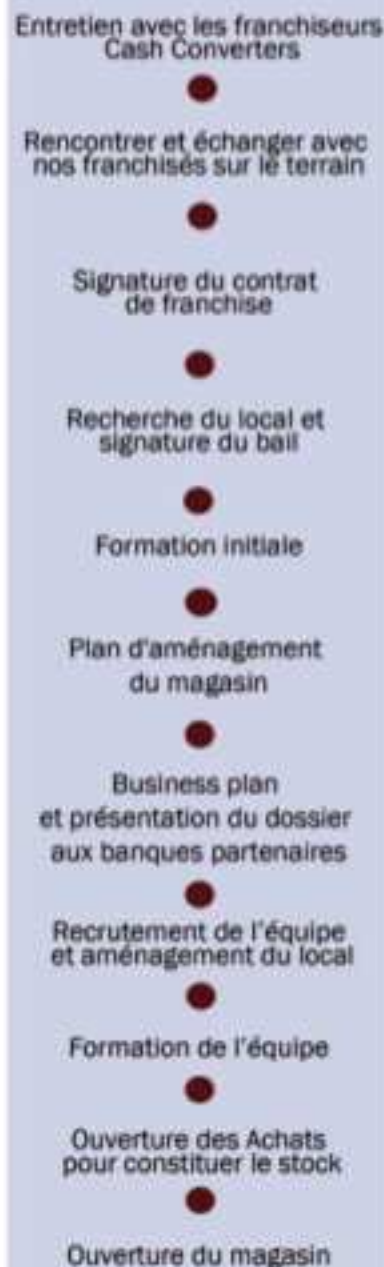 Entretien avec les franchiseurs
Cash Converters
Rencontrer et échanger avec
nos franchisés sur le terrain
Signature du contrat
de franchise
Recherche du local et
signature du bail
Formation initiale
Plan d'aménagement
du magasin
Business plan
et présentation du dossier
aux banques partenaires
Recrutement de l'équipe
et aménagement du local
Formation de l'équipe
Ouverture des Achats
pour constituer le stock
Ouverture du magasin